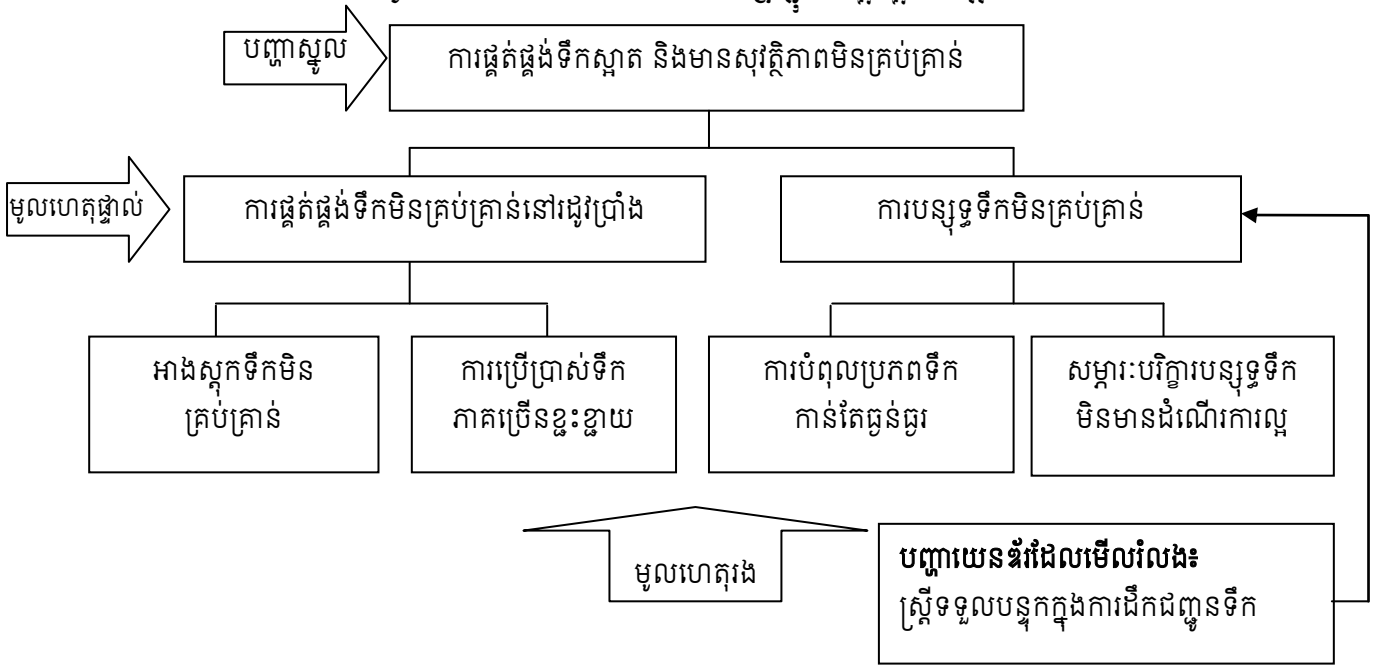 បញ្ហាស្នូល
ការផ្គត់ផ្គង់ទឹកស្អាត និងមានសុវត្ថិភាពមិនគ្រប់គ្រាន់
មូលហេតុផ្ទាល់
ការផ្គត់ផ្គង់ទឹកមិនគ្រប់គ្រាន់នៅរដូវប្រាំង
ការបន្សុទ្ធទឹកមិនគ្រប់គ្រាន់
អាងស្តុកទឹកមិន
គ្រប់គ្រាន់
ការប្រើប្រាស់ទឹក
ភាគច្រើនខ្ជះខ្ជាយ
ការបំពុលប្រភពទឹក
កាន់តែធ្ងន់ធ្ងរ
សម្ភារៈបរិក្ខារបន្សុទ្ធទឹក
មិនមានដំណើរការល្អ
មូលហេតុរង
បញ្ហាយេនឌ័រដែលមើលរំលង៖
ស្ត្រីទទួលបន្ទុកក្នុងការដឹកជញ្ជូនទឹក